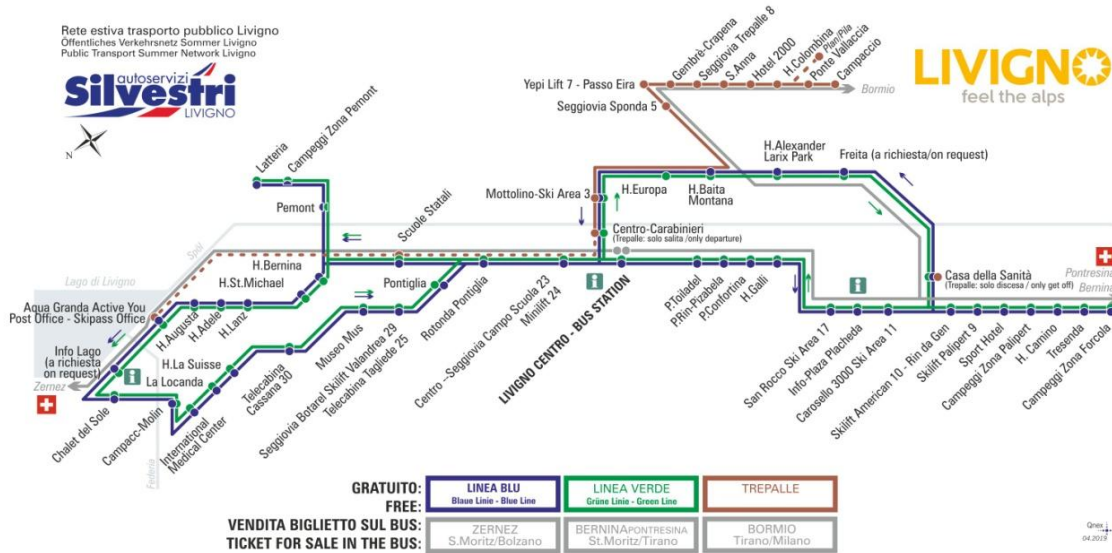 Rete estiva trasporto pubblico Livigno
Öffentliches Verkehrsnetz Sommer Livigno
Public Transport Summer Network Livigno
autoservizi
Silvestri
LIVIGNO
N
LIVIGNO
feel the alps
Yepi Lift 7 - Passo Eira
Seggiovia Sponda 5
Gembrè-Crapena
Seggiovia Trepalle 8
S.Anna
Hotel 2000
H.Colombina
Plan/Pila
Ponte Vallaccia
Campaccio
Bormio
Latteria
Campeggi Zona Pemont
Pemont
Scuole Statali
Mottolino-Ski Area 3
H.Europa
H.Baita
Montana
H.Alexander
Larix Park
Freita (a richiesta/on request)
Centro-Carabinieri
(Trepalle: solo salita /only departure)
Casa della Sanità
(Trepalle: solo discesa / only get off)
Pontresina
Bernina
Spöl
Lago di Livigno
H.Bernina
H.St.Michael
Aqua Granda Active You
Post Office - Skipass Office
H.Augusta
H.Adele
H.Lanz
Info Lago
(a richiesta
on request)
Zernez
i
H.La Suisse
La Locanda
Chalet del Sole
Campacc-Molin
Federia
International
Medical Center
Telecabina
Cassana 30
Museo Mus
Seggiovia Botarel Skilift Valandrea 29
Telecabina Tagliede 25
Pontiglia
Rotonda Pontiglia
Centro --Seggiovia Campo Scuola 23
Minilift 24
i
LIVIGNO CENTRO - BUS STATION
P.Toiladel
P.Rin-Pizabela
P.Confortina
H.Galli
i
San Rocco Ski Area 17
Info-Plaza Placheda
Carosello 3000 Ski Area 11
Skilift American 10 - Rin da Gen
Skilift Palipert 9
Sport Hotel
Campeggi Zona Palipert
H. Camino
Tresenda
Campeggi Zona Forcola
GRATUITO:
FREE:
LINEA BLU
Blaue Linie - Blue Line
LINEA VERDE
Grüne Linie - Green Line
TREPALLE
VENDITA BIGLIETTO SUL BUS:
TICKET FOR SALE IN THE BUS:
ZERNEZ
S.Moritz/Bolzano
BERNINA PONTRESINA
St.Moritz/Tirano
BORMIO
Tirano/Milano
Qnex
04.2019